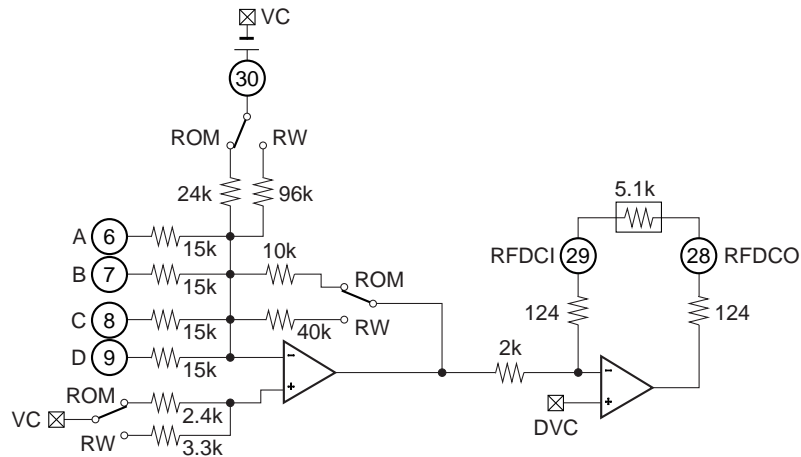 VC
30
ROM
RW
24k
96k
5.1k
A 6
15k
10k
B 7
15k
ROM
RFDCI 29
28 RFDCO
C 8
15k
40k
RW
124
124
D 9
15k
2k
-
+
-
+
ROM
VC
2.4k
RW
3.3k
DVC